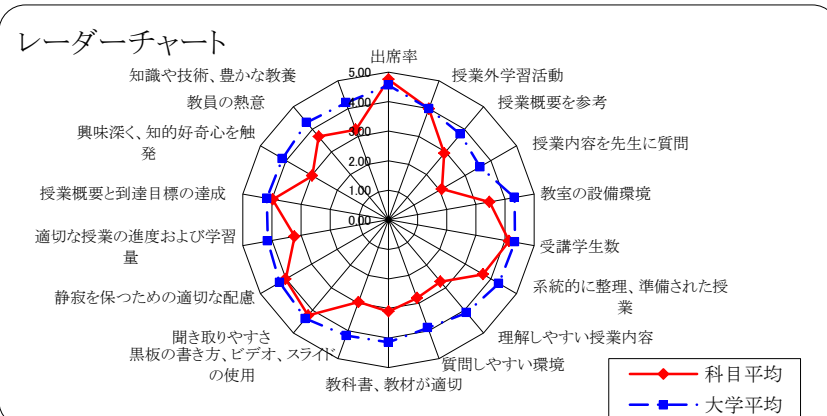 レーダーチャート
出席率
授業外学習活動
授業概要を参考
授業内容を先生に質問
教室の設備環境
受講学生数
系統的に整理、準備された授
業
理解しやすい授業内容
質問しやすい環境
教科書、教材が適切
黒板の書き方、ビデオ、スライド
の使用
聞き取りやすさ
静寂を保つための適切な配慮
適切な授業の進度および学習
量
授業概要と到達目標の達成
興味深く、知的好奇心を触
発
教員の熱意
知識や技術、豊かな教養
5.00
4.00
3.00
2.00
1.00
0.00
科目平均
大学平均